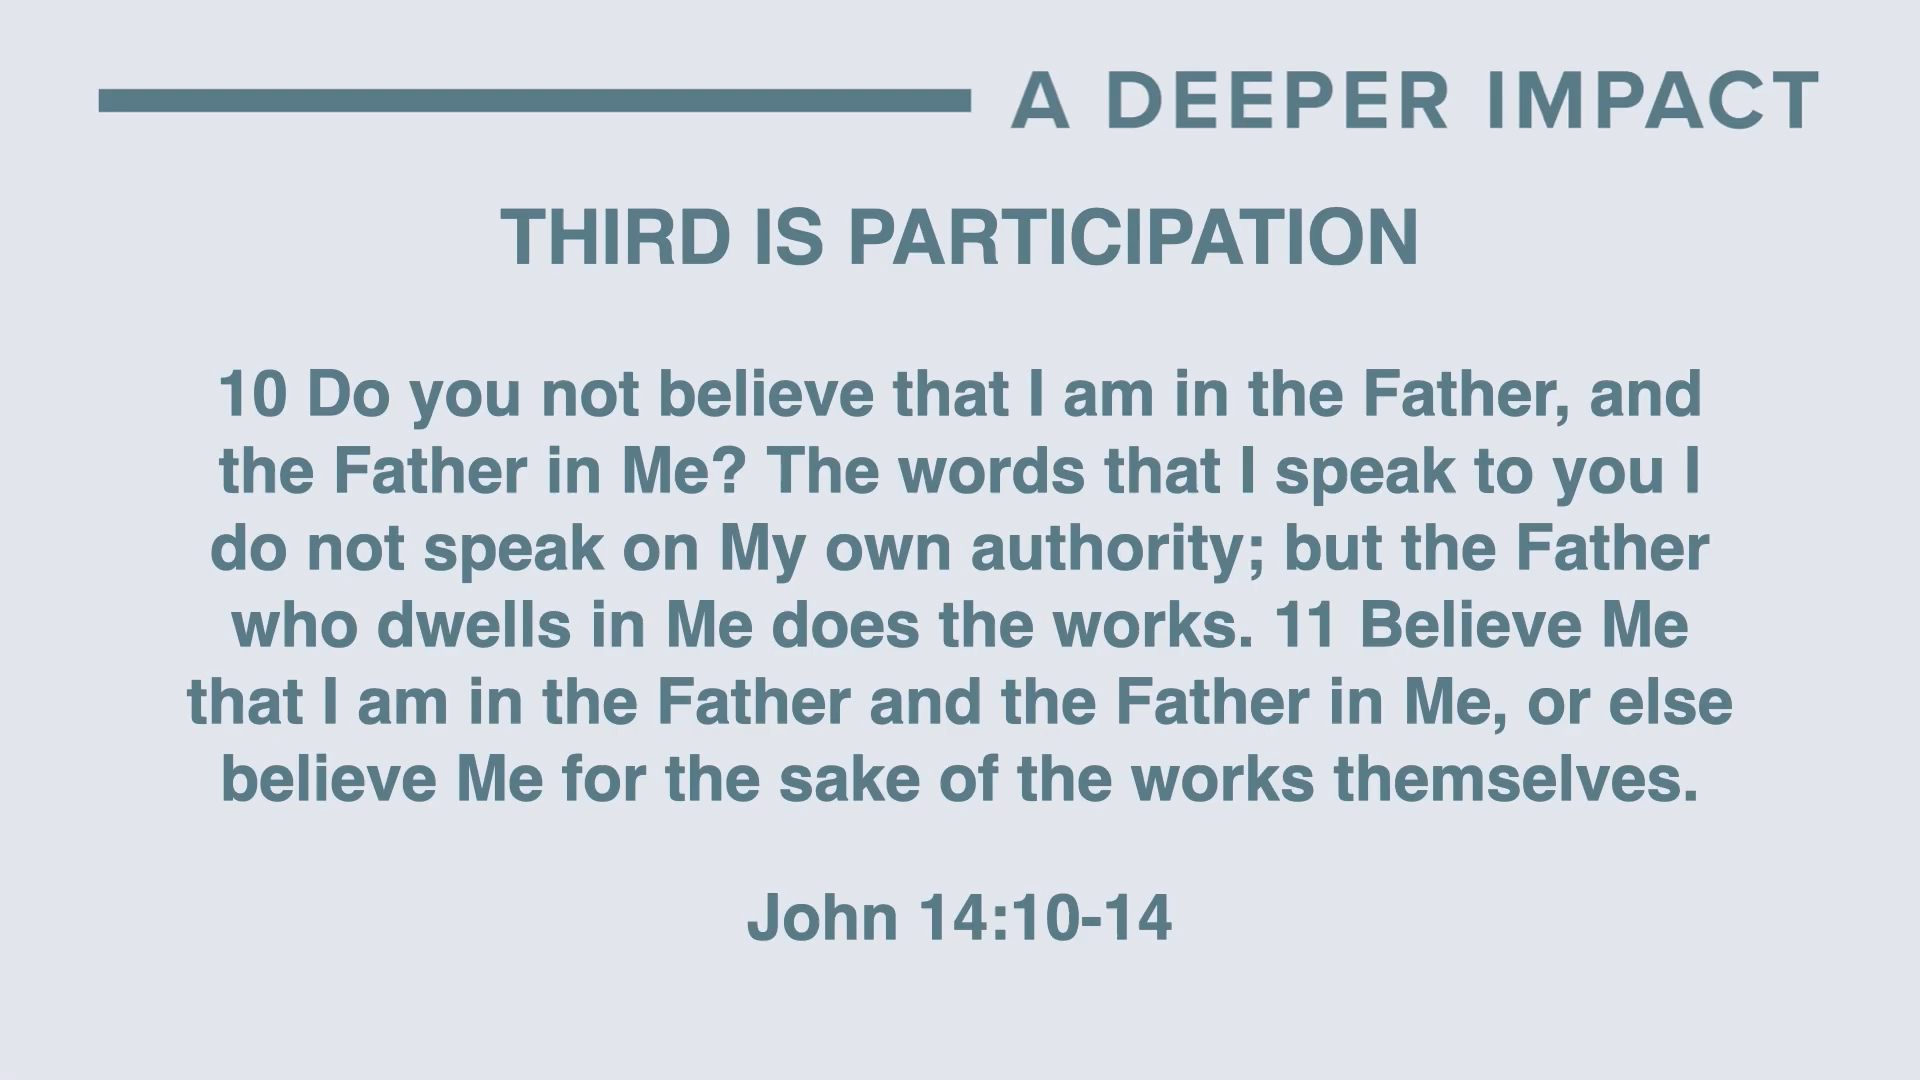 A DEEPER IMPACT
THIRD IS PARTICIPATION
10 Do you not believe that I am in the Father, and
the Father in Me? The words that I speak to you I
do not speak on My own authority; but the Father
who dwells in Me does the works. 11 Believe Me
that I am in the Father and the Father in Me, or else
believe Me for the sake of the works themselves.
John 14:10-14